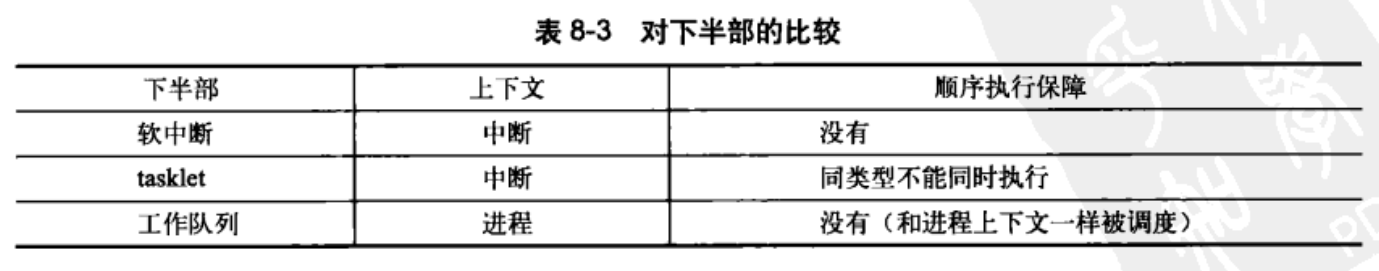 表 8-3 对下半部的比较
下半部 上下文 顺序执行保障
软中断 中断 没有
tasklet 中断 同类型不能同时执行
工作队列 进程 没有（和进程上下文一样被调度）